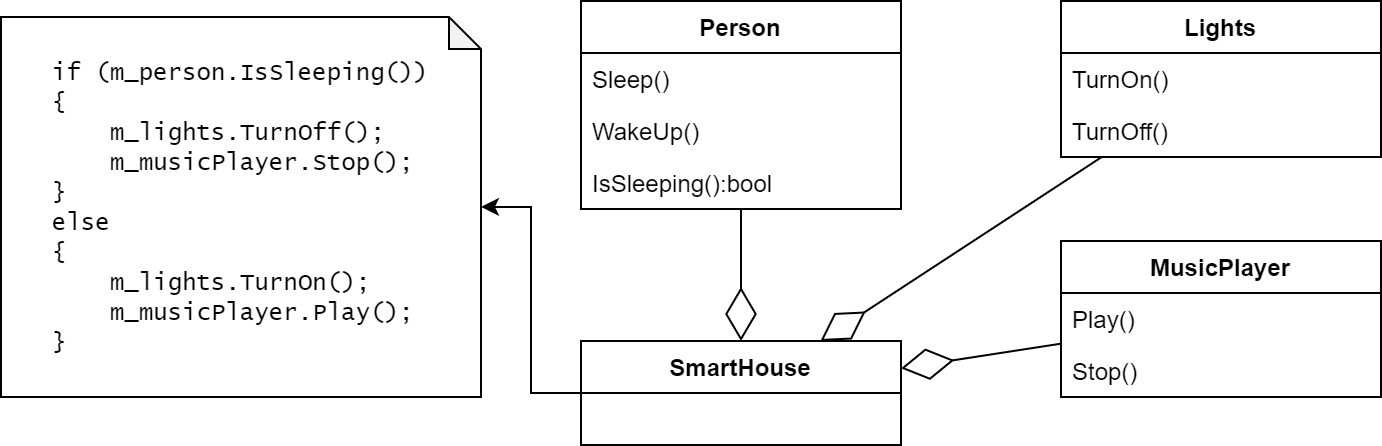 if (m_person.IsSleeping())
{
    m_lights.TurnOff();
    m_musicPlayer.Stop();
}
else
{
    m_lights.TurnOn();
    m_musicPlayer.Play();
}
Person
Sleep()
WakeUp()
IsSleeping():bool
Lights
TurnOn()
TurnOff()
MusicPlayer
Play()
Stop()
SmartHouse